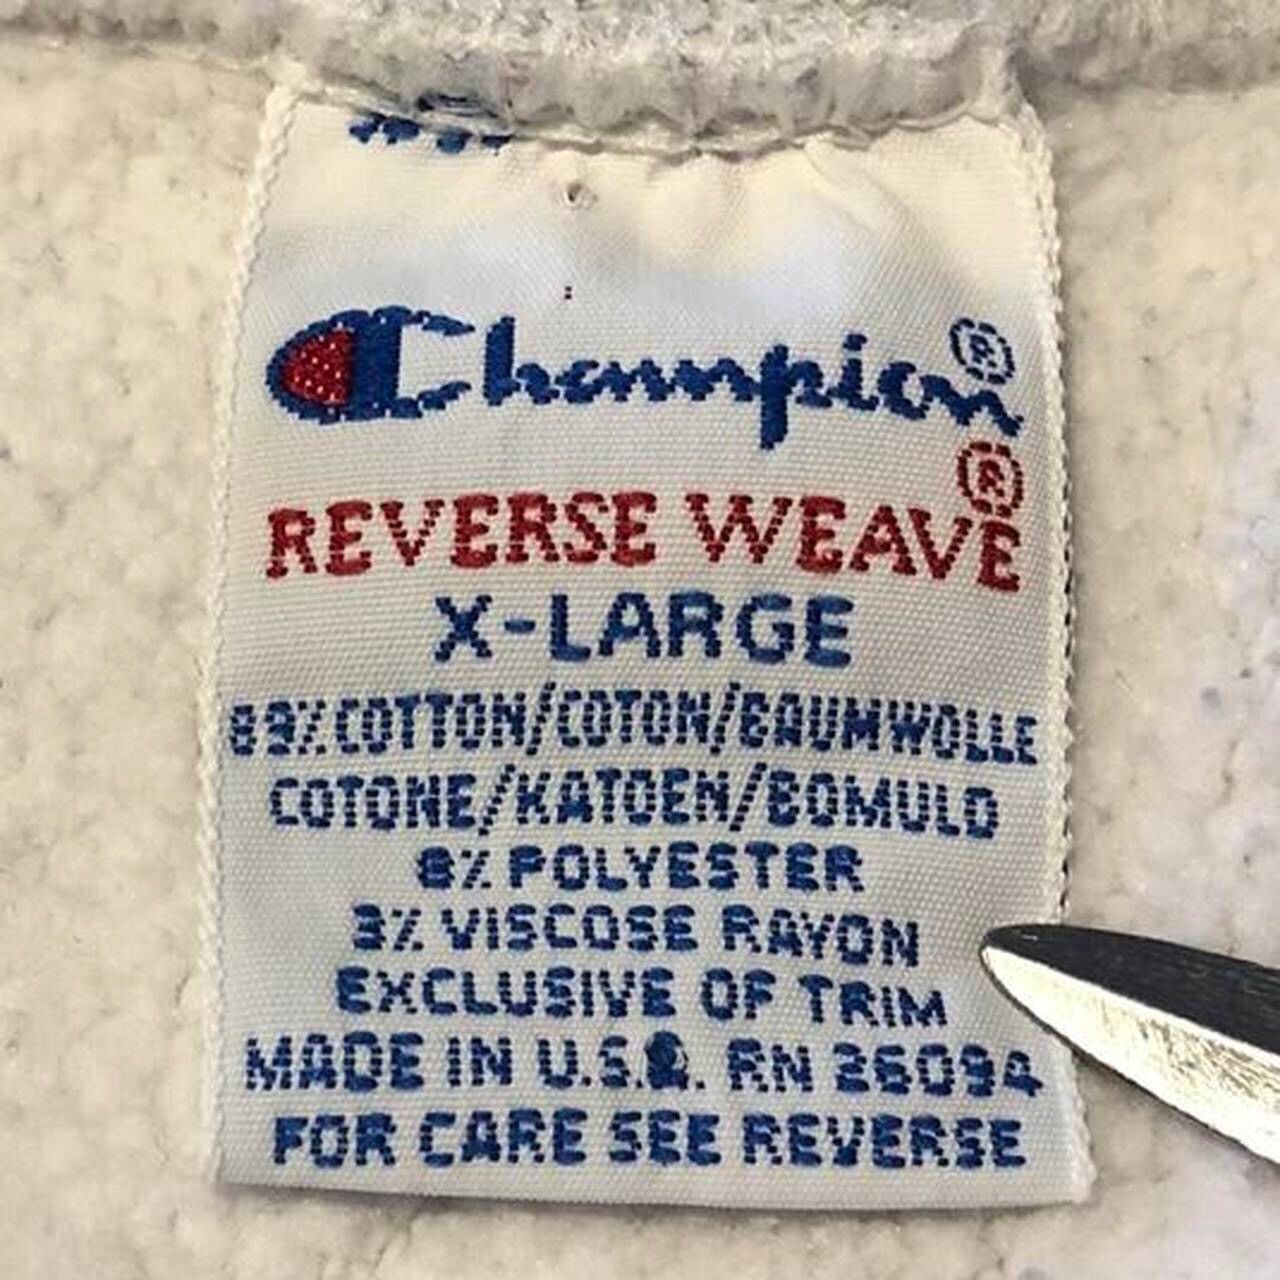 Champion®
REVERSE WEAVE®
X-LARGE
89% COTTON/COTON/BAUMWOLLE
COTONE/KATOEN/BOMULD
8% POLYESTER
3% VISCOSE RAYON
EXCLUSIVE OF TRIM
MADE IN U.S.A. RN 26094
FOR CARE SEE REVERSE